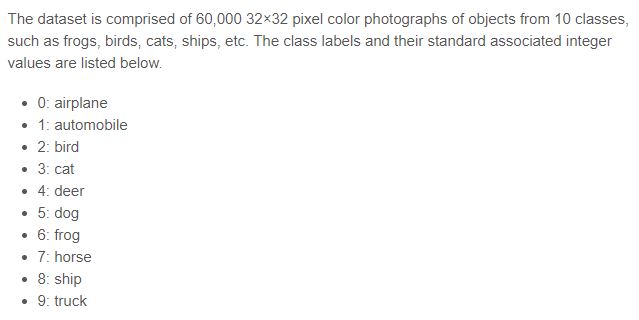 The dataset is comprised of 60,000 32×32 pixel color photographs of objects from 10 classes,
such as frogs, birds, cats, ships, etc. The class labels and their standard associated integer
values are listed below.
• 0: airplane
• 1: automobile
• 2: bird
• 3: cat
• 4: deer
• 5: dog
• 6: frog
• 7: horse
• 8: ship
• 9: truck